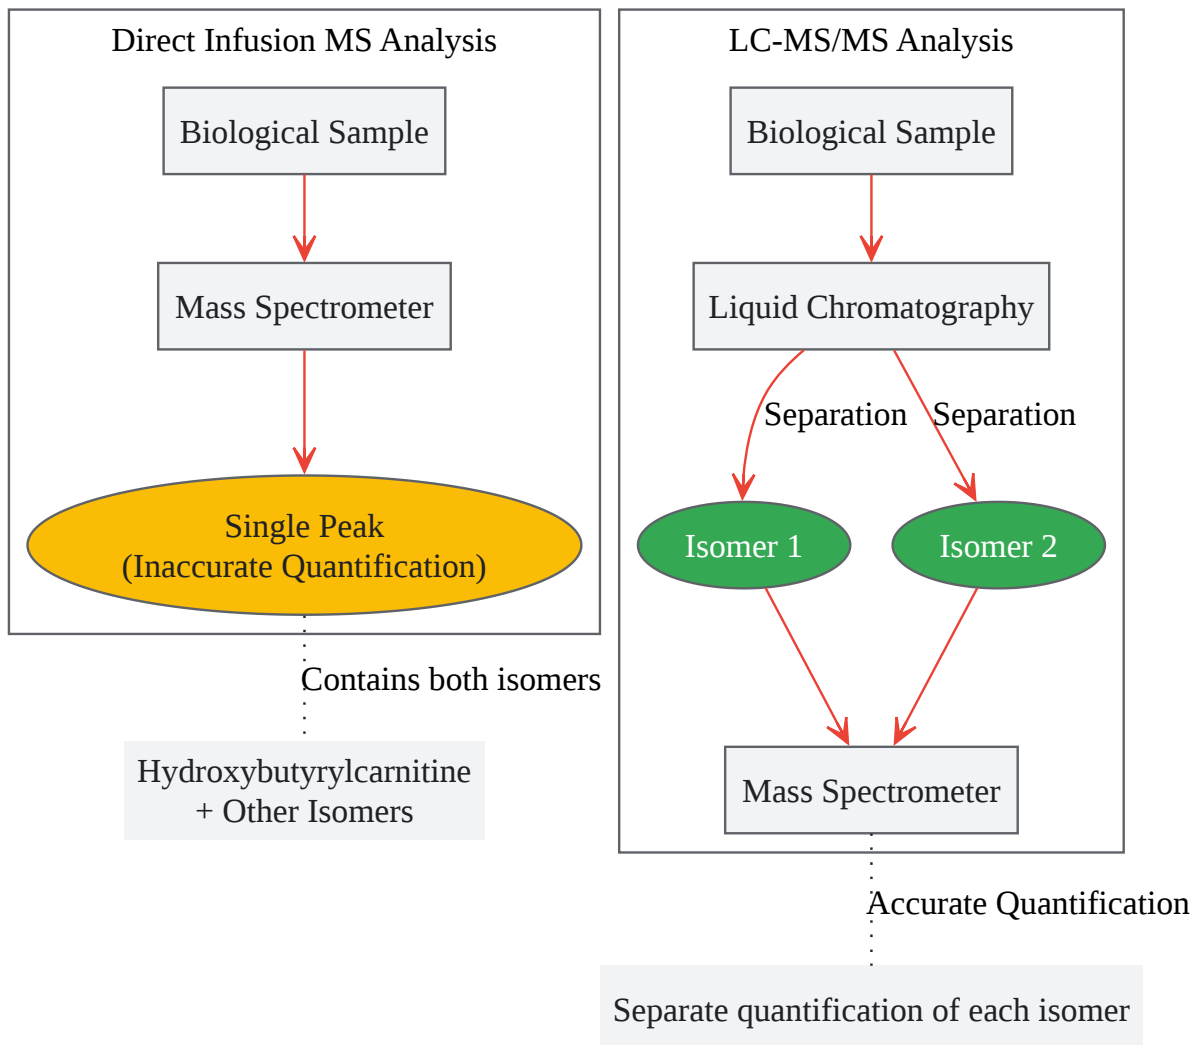 Direct Infusion MS Analysis
Biological Sample
Mass Spectrometer
Single Peak
(Inaccurate Quantification)
Contains both isomers
Hydroxybutyrylcarnitine
+ Other Isomers
LC-MS/MS Analysis
Biological Sample
Liquid Chromatography
Separation
Separation
Isomer 1
Isomer 2
Mass Spectrometer
Accurate Quantification
Separate quantification of each isomer